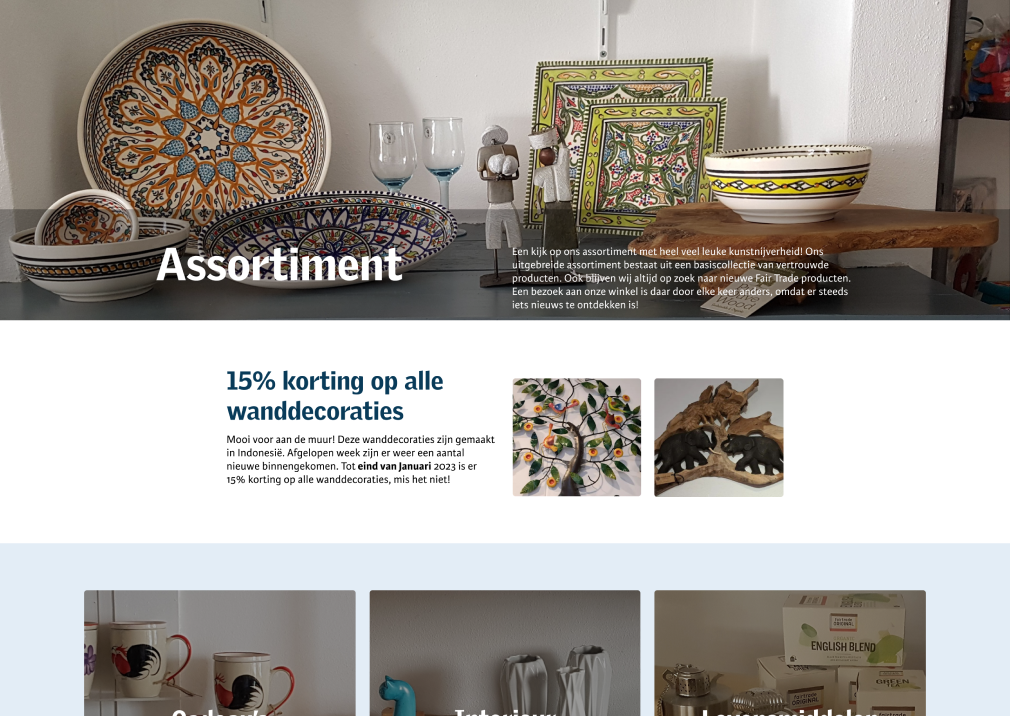 Assortiment
Een kijk op ons assortiment met heel veel leuke kunstnijverheid! Ons
uitgebreide assortiment bestaat uit een basiscollectie van vertrouwde
producten. Ook blijven wij altijd op zoek naar nieuwe Fair Trade producten.
Een bezoek aan onze winkel is daar door elke keer anders, omdat er steeds
iets nieuws te ontdekken is!
15% korting op alle
wanddecoraties
Mooi voor aan de muur! Deze wanddecoraties zijn gemaakt
in Indonesië. Afgelopen week zijn er weer een aantal
nieuwe binnengekomen. Tot eind van Januari 2023 is er
15% korting op alle wanddecoraties, mis het niet!
fairtrade
ORIGINAL
ENGLISH BLEND
fairtrade
ORIGINAL
GREEN
TEA
Interieur
Levensmiddelen